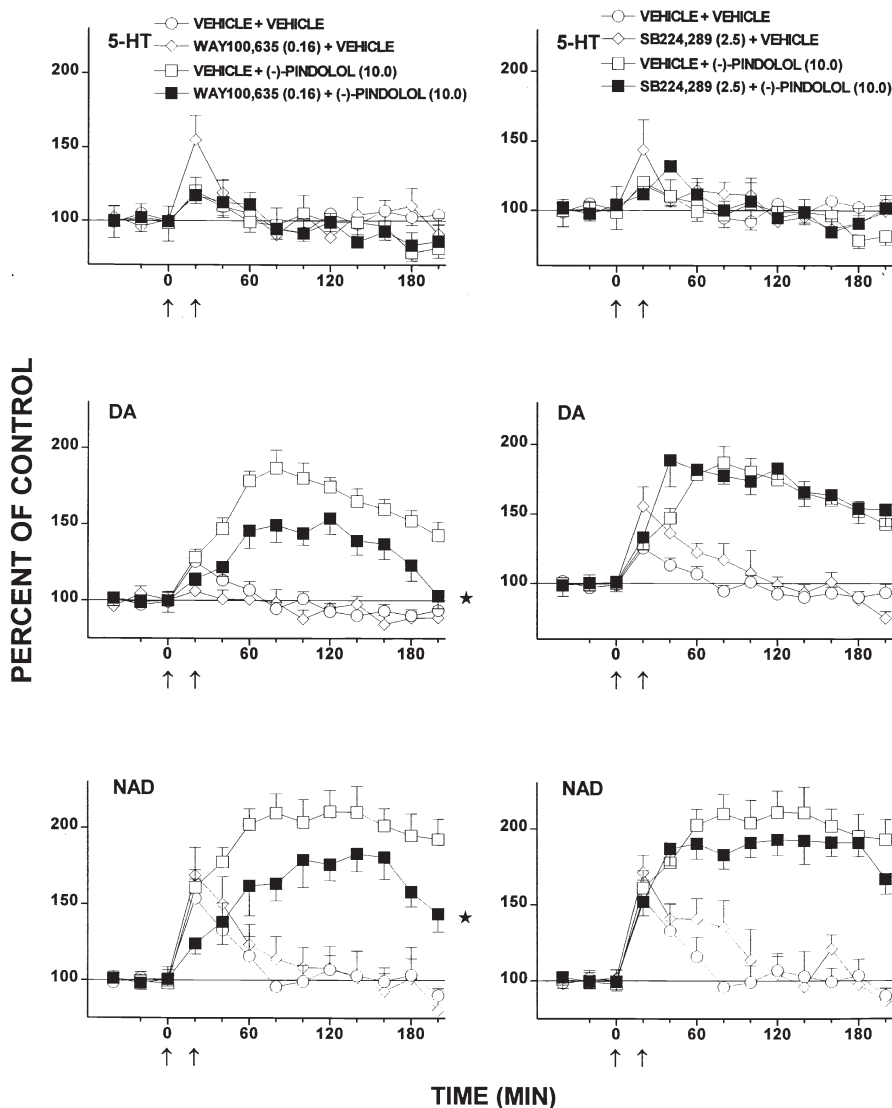 VEHICLE + VEHICLE
5-HT
WAY100,635 (0.16) + VEHICLE
VEHICLE + (-)-PINDOLOL (10.0)
WAY100,635 (0.16) + (-)-PINDOLOL (10.0)
200
150
100
0 60 120 180
↑ ↑
VEHICLE + VEHICLE
5-HT
SB224,289 (2.5) + VEHICLE
VEHICLE + (-)-PINDOLOL (10.0)
SB224,289 (2.5) + (-)-PINDOLOL (10.0)
200
150
100
0 60 120 180
↑ ↑
PERCENT OF CONTROL
DA
200
150
100
★
0 60 120 180
↑ ↑
DA
200
150
100
0 60 120 180
↑ ↑
NAD
200
150
100
★
0 60 120 180
↑ ↑
NAD
200
150
100
0 60 120 180
↑ ↑
TIME (MIN)